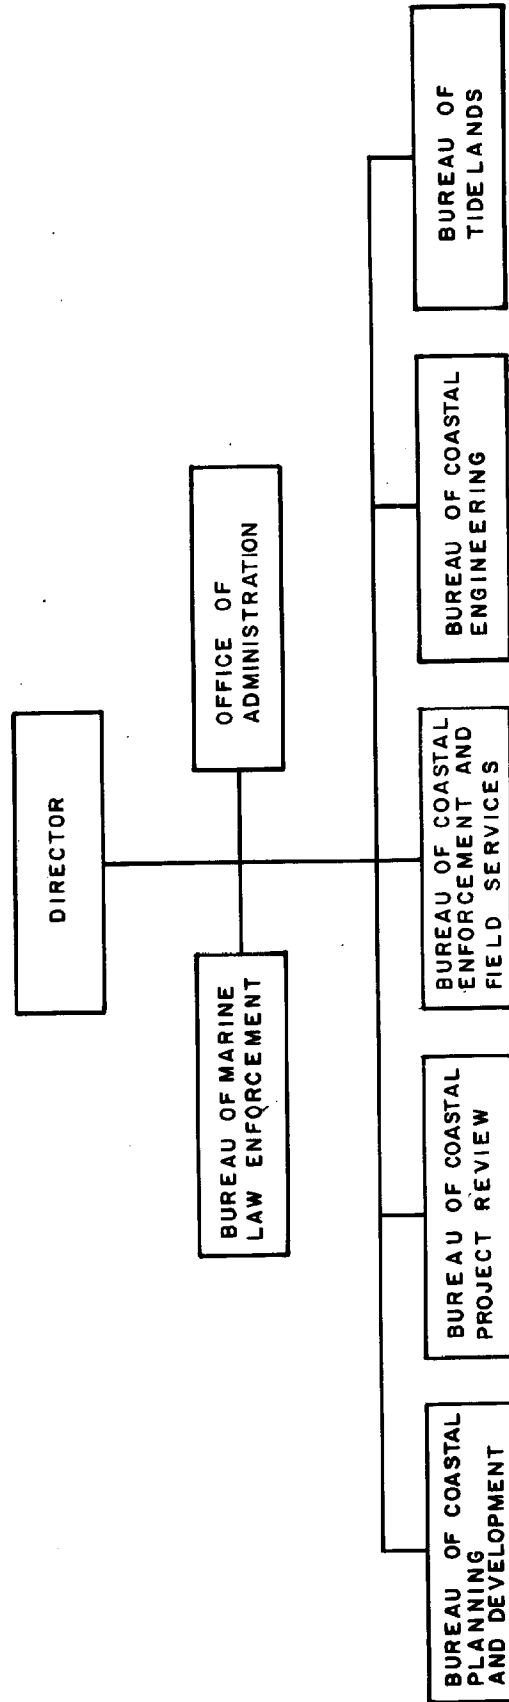 DIRECTOR
BUREAU OF MARINE
LAW ENFORCEMENT
OFFICE OF
ADMINISTRATION
BUREAU OF COASTAL
PLANNING
AND DEVELOPMENT
BUREAU OF COASTAL
PROJECT REVIEW
BUREAU OF COASTAL
ENFORCEMENT AND
FIELD SERVICES
BUREAU OF COASTAL
ENGINEERING
BUREAU OF
TIDELANDS